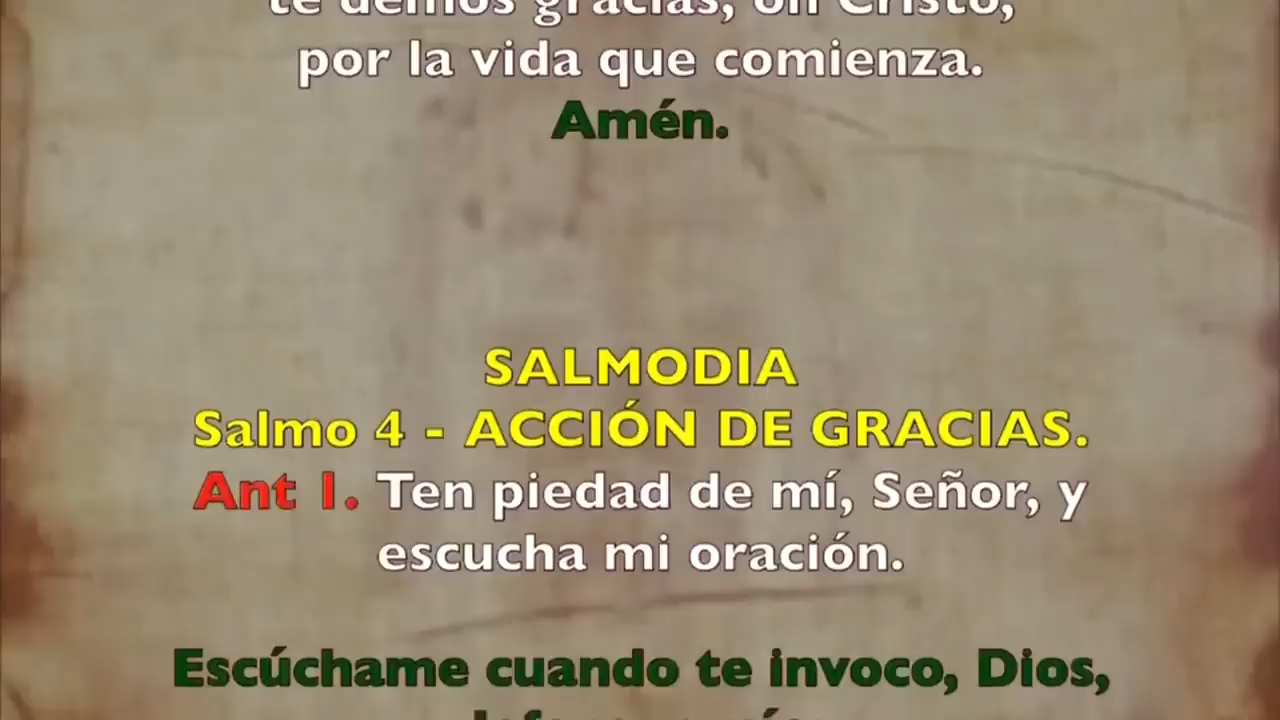 te demos gracias, oh Cristo,
por la vida que comienza.
Amén.
SALMODIA
Salmo 4 - ACCIÓN DE GRACIAS.
Ant 1. Ten piedad de mí, Señor, y
escucha mi oración.
Escúchame cuando te invoco, Dios,